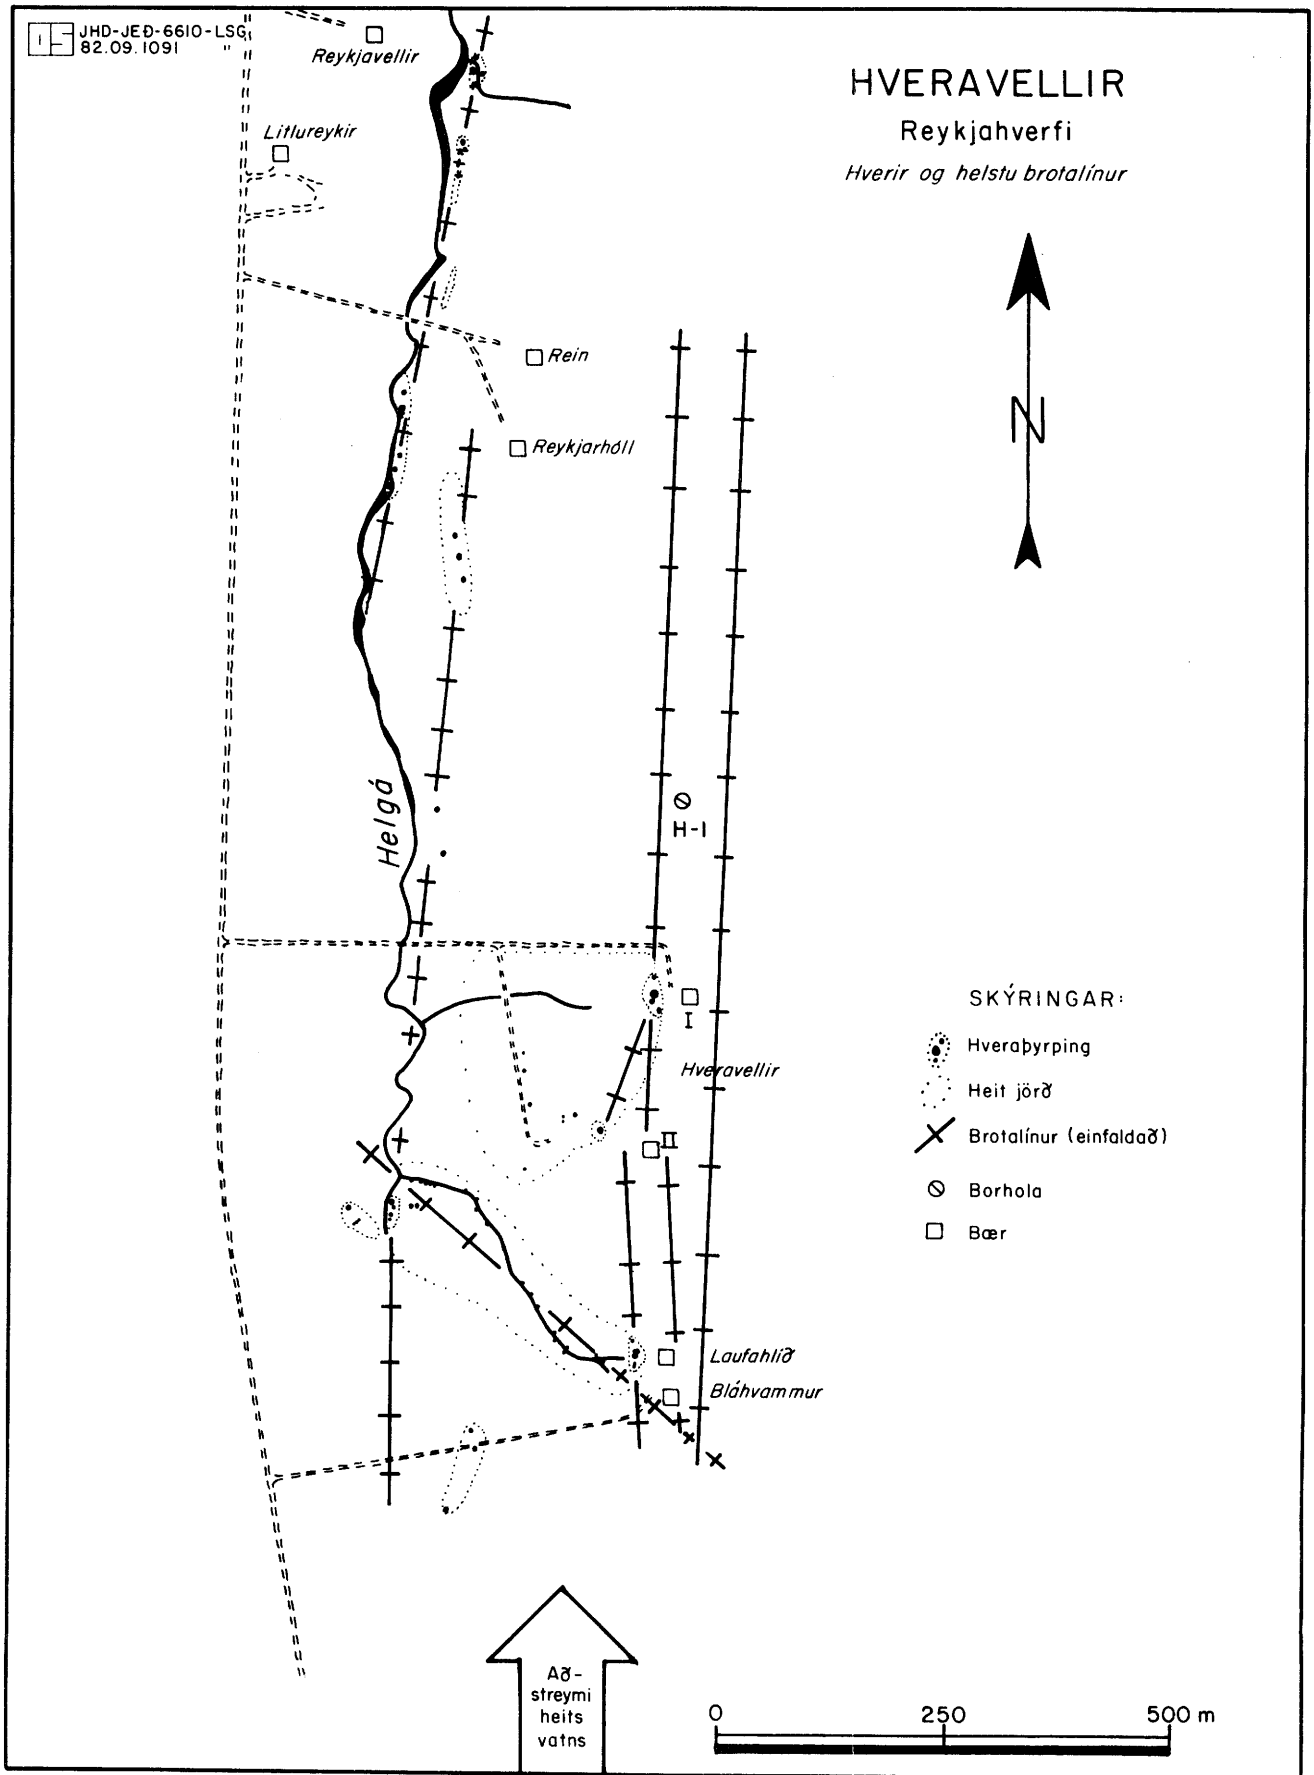 JHD-JEÐ-6610-LSG
82.09.1091 "
HVERAVELLIR
Reykjahverfi
Hverir og helstu brotalínur
Reykjavellir
Litlureykir
N
Rein
Reykjarhóll
Helgá
H-1
I
Hveravellir
II
Laufahlíð
Bláhvammur
SKÝRINGAR:
Hveraþyrping
Heit jörð
Brotalínur (einfaldað)
Borhola
Bær
Að-
streymi
heits
vatns
0 250 500 m